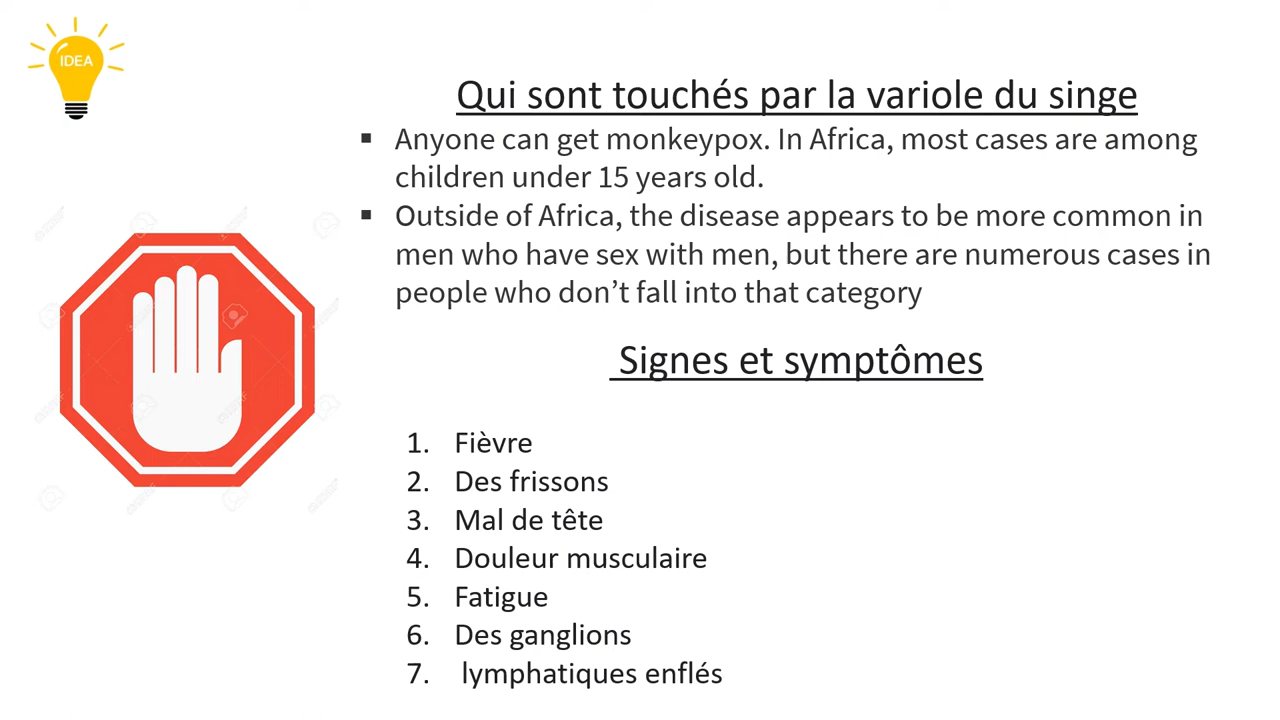 IDEA
Qui sont touchés par la variole du singe
▪ Anyone can get monkeypox. In Africa, most cases are among
children under 15 years old.
▪ Outside of Africa, the disease appears to be more common in
men who have sex with men, but there are numerous cases in
people who don’t fall into that category
Signes et symptômes
1. Fièvre
2. Des frissons
3. Mal de tête
4. Douleur musculaire
5. Fatigue
6. Des ganglions
7. lymphatiques enflés